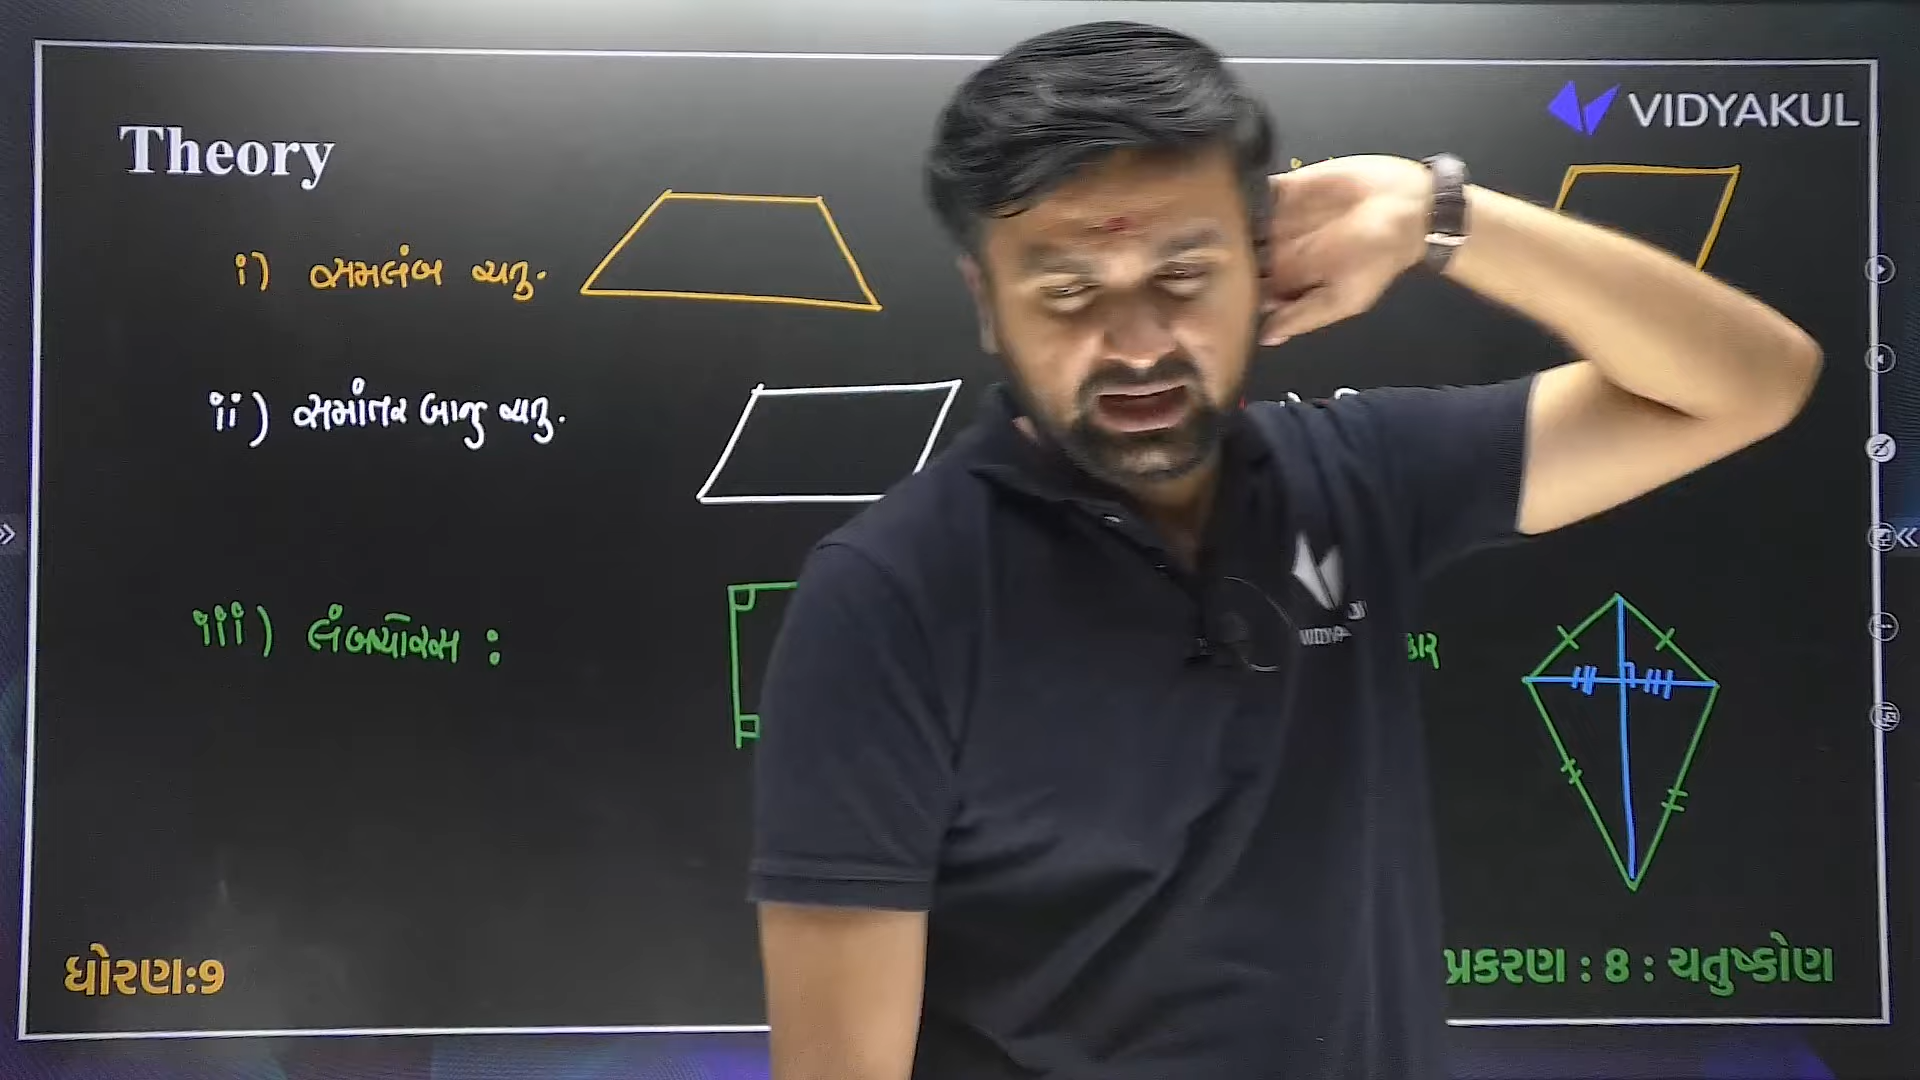 VIDYAKUL
Theory
i) સમલંબ ચતુ.
ii) સમાંતર બાજુ ચતુ.
iii) લંબચોરસ :
કાર
ધોરણ:9
પ્રકરણ : 8 : ચતુષ્કોણ